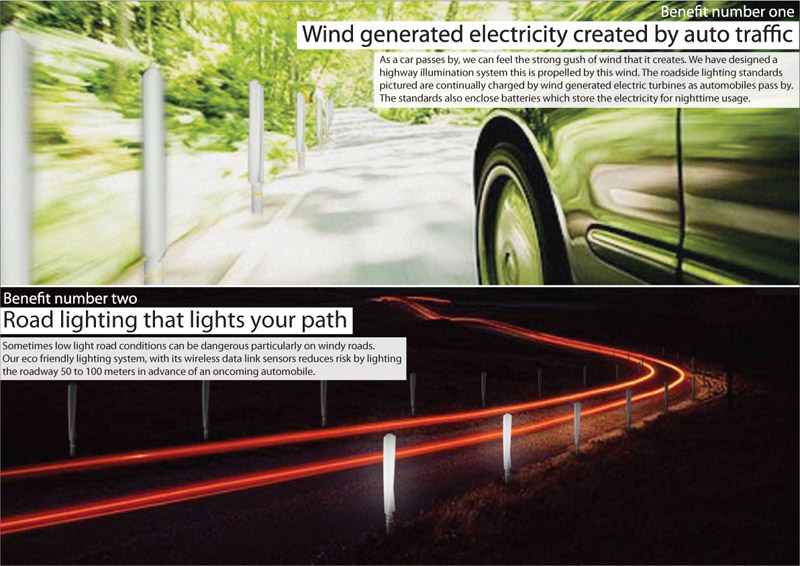 Benefit number one
Wind generated electricity created by auto traffic
As a car passes by, we can feel the strong gush of wind that it creates. We have designed a
highway illumination system this is propelled by this wind. The roadside lighting standards
pictured are continually charged by wind generated electric turbines as automobiles pass by.
The standards also enclose batteries which store the electricity for nighttime usage.
Benefit number two
Road lighting that lights your path
Sometimes low light road conditions can be dangerous particularly on windy roads.
Our eco friendly lighting system, with its wireless data link sensors reduces risk by lighting
the roadway 50 to 100 meters in advance of an oncoming automobile.